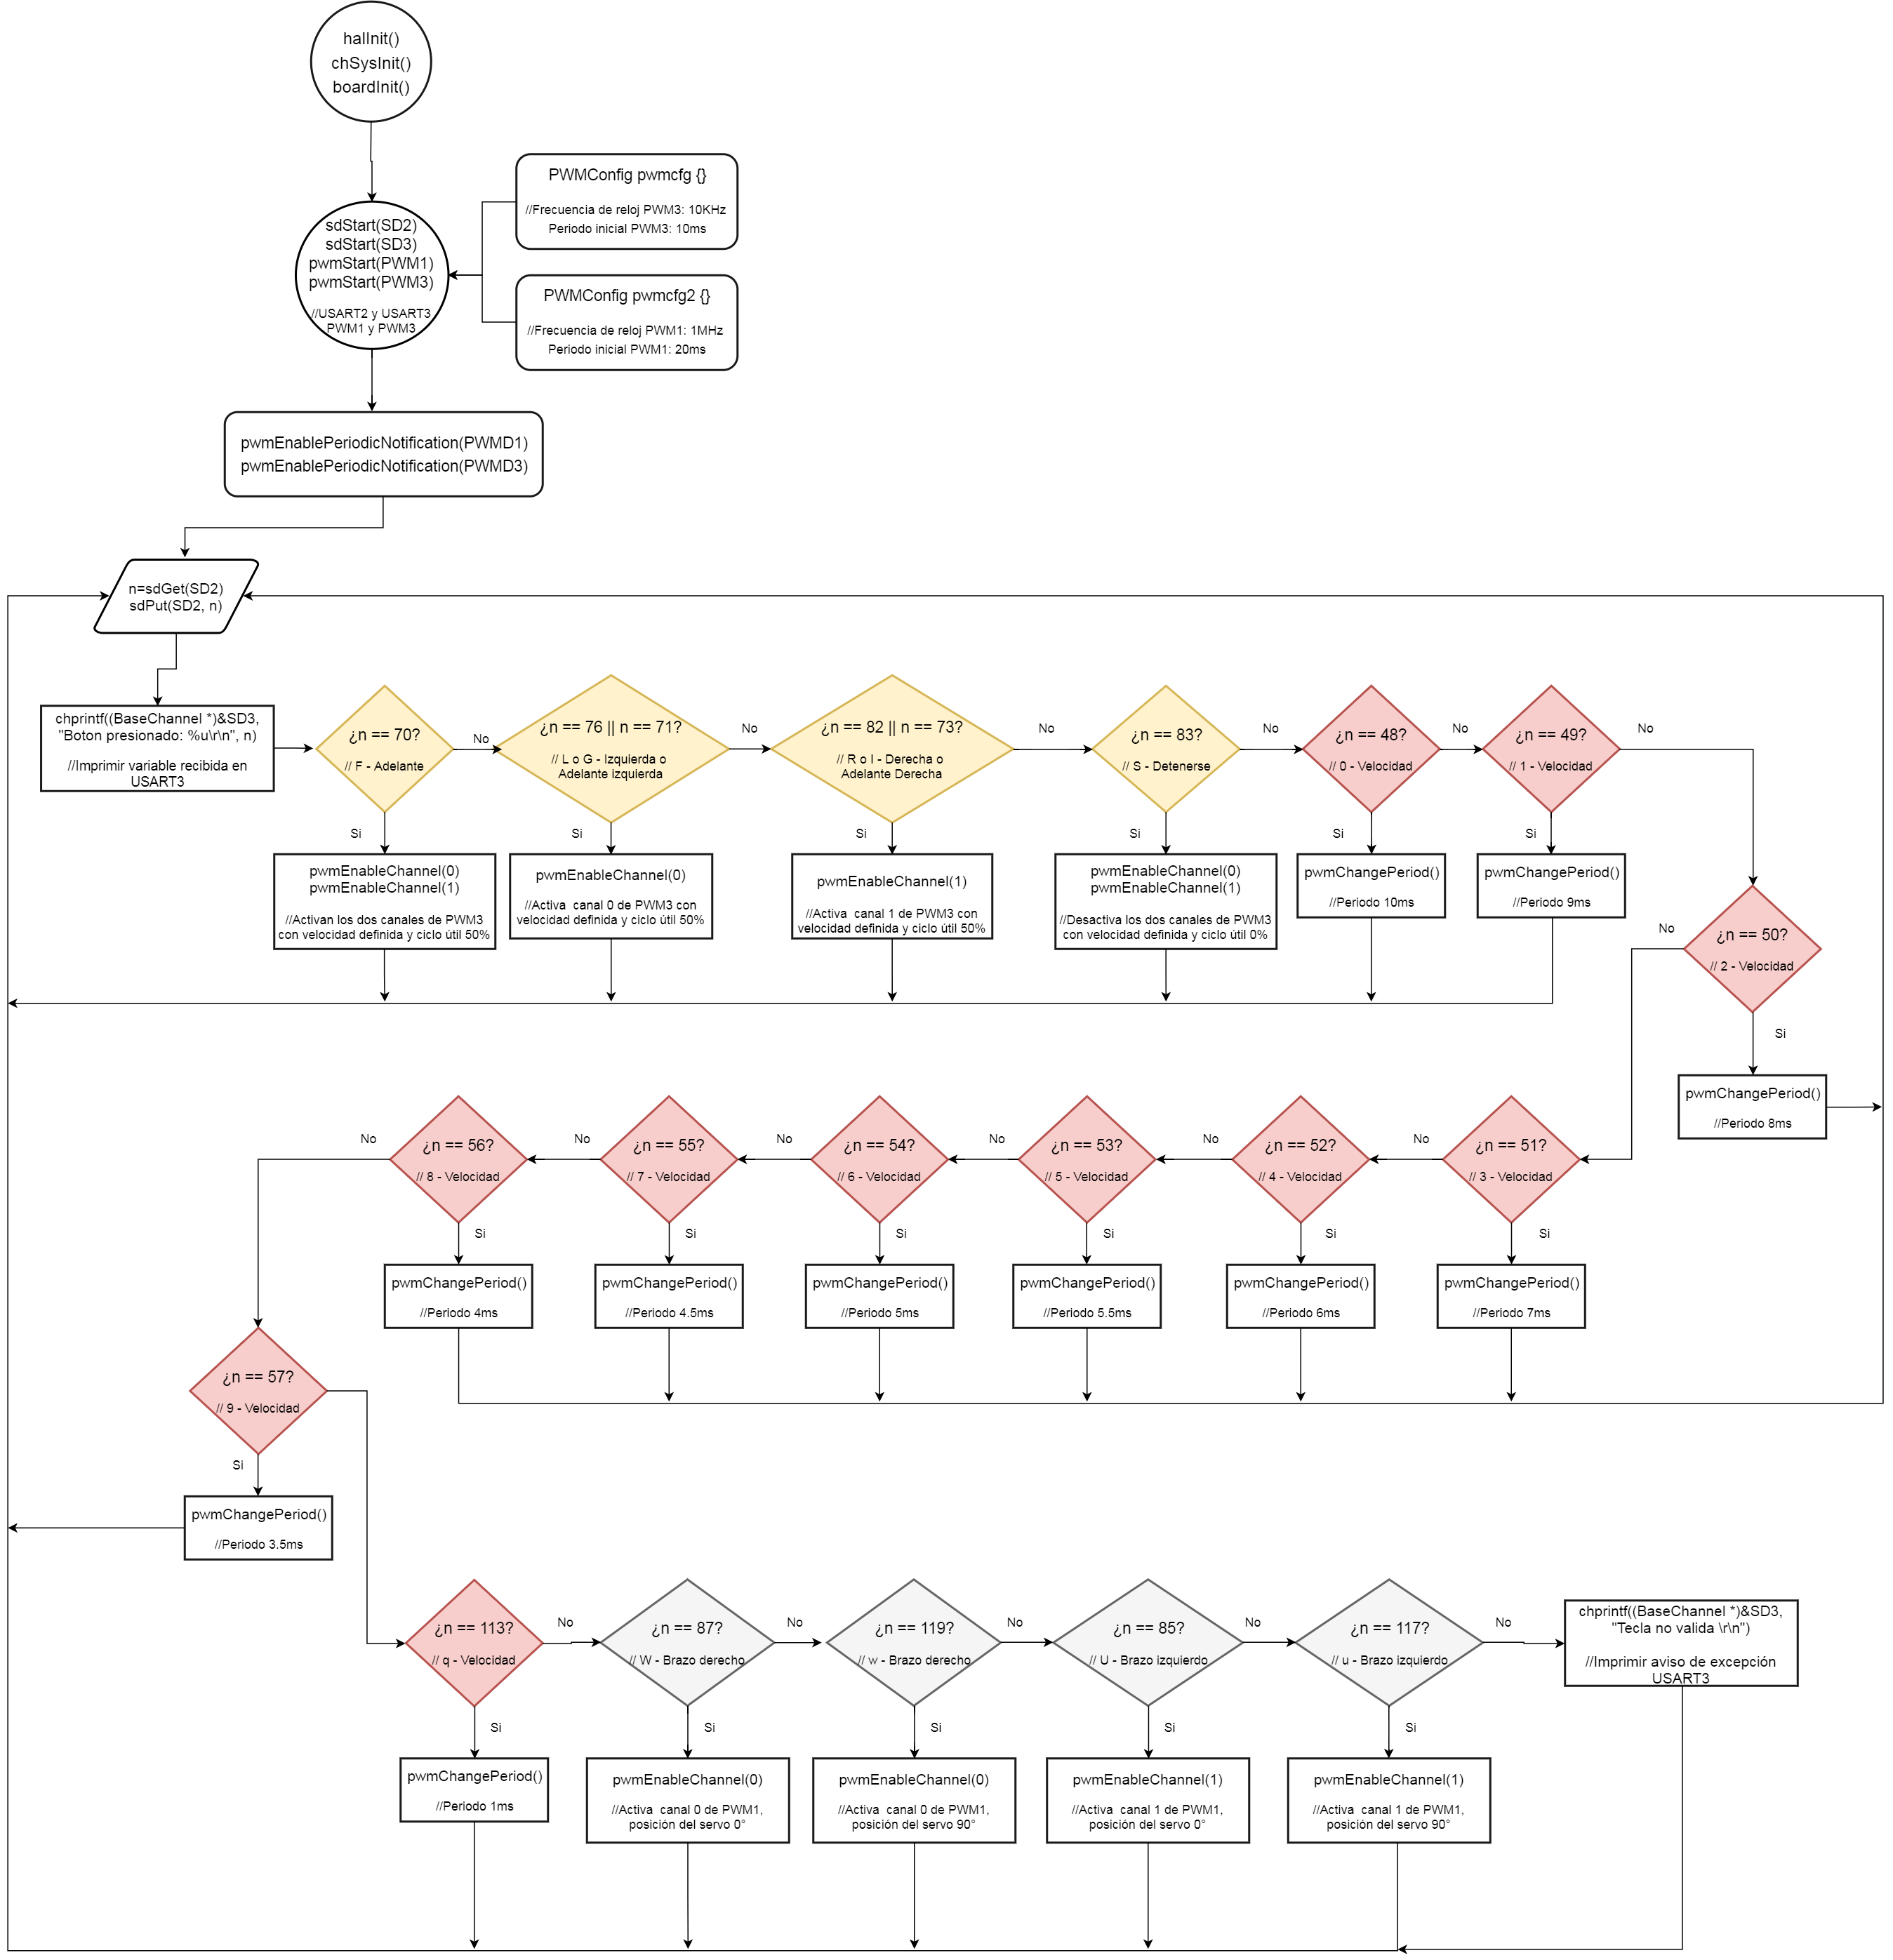 halInit()
chSysInit()
boardInit()
PWMConfig pwmcfg {}
//Frecuencia de reloj PWM3: 10KHz
Periodo inicial PWM3: 10ms
sdStart(SD2)
sdStart(SD3)
pwmStart(PWM1)
pwmStart(PWM3)
//USART2 y USART3
PWM1 y PWM3
PWMConfig pwmcfg2 {}
//Frecuencia de reloj PWM1: 1MHz
Periodo inicial PWM1: 20ms
pwmEnablePeriodicNotification(PWMD1)
pwmEnablePeriodicNotification(PWMD3)
n=sdGet(SD2)
sdPut(SD2, n)
chprintf((BaseChannel *)&SD3,
"Boton presionado: %u\r\n", n)
//Imprimir variable recibida en
USART3
¿n == 70?
// F - Adelante
No
¿n == 76 || n == 71?
// L o G - Izquierda o
Adelante izquierda
No
¿n == 82 || n == 73?
// R o I - Derecha o
Adelante Derecha
No
¿n == 83?
// S - Detenerse
No
¿n == 48?
// 0 - Velocidad
No
¿n == 49?
// 1 - Velocidad
No
Si
pwmEnableChannel(0)
pwmEnableChannel(1)
//Activan los dos canales de PWM3
con velocidad definida y ciclo útil 50%
Si
pwmEnableChannel(0)
//Activa  canal 0 de PWM3 con
velocidad definida y ciclo útil 50%
Si
pwmEnableChannel(1)
//Activa  canal 1 de PWM3 con
velocidad definida y ciclo útil 50%
Si
pwmEnableChannel(0)
pwmEnableChannel(1)
//Desactiva los dos canales de PWM3
con velocidad definida y ciclo útil 0%
Si
pwmChangePeriod()
//Periodo 10ms
Si
pwmChangePeriod()
//Periodo 9ms
¿n == 50?
// 2 - Velocidad
No
Si
pwmChangePeriod()
//Periodo 8ms
No
¿n == 56?
// 8 - Velocidad
No
¿n == 55?
// 7 - Velocidad
No
¿n == 54?
// 6 - Velocidad
No
¿n == 53?
// 5 - Velocidad
No
¿n == 52?
// 4 - Velocidad
No
¿n == 51?
// 3 - Velocidad
Si
pwmChangePeriod()
//Periodo 4ms
Si
pwmChangePeriod()
//Periodo 4.5ms
Si
pwmChangePeriod()
//Periodo 5ms
Si
pwmChangePeriod()
//Periodo 5.5ms
Si
pwmChangePeriod()
//Periodo 6ms
Si
pwmChangePeriod()
//Periodo 7ms
¿n == 57?
// 9 - Velocidad
Si
pwmChangePeriod()
//Periodo 3.5ms
¿n == 113?
// q - Velocidad
No
¿n == 87?
// W - Brazo derecho
No
¿n == 119?
// w - Brazo derecho
No
¿n == 85?
// U - Brazo izquierdo
No
¿n == 117?
// u - Brazo izquierdo
No
chprintf((BaseChannel *)&SD3,
"Tecla no valida \r\n")
//Imprimir aviso de excepción
USART3
Si
pwmChangePeriod()
//Periodo 1ms
Si
pwmEnableChannel(0)
//Activa  canal 0 de PWM1,
posición del servo 0°
Si
pwmEnableChannel(0)
//Activa  canal 0 de PWM1,
posición del servo 90°
Si
pwmEnableChannel(1)
//Activa  canal 1 de PWM1,
posición del servo 0°
Si
pwmEnableChannel(1)
//Activa  canal 1 de PWM1,
posición del servo 90°